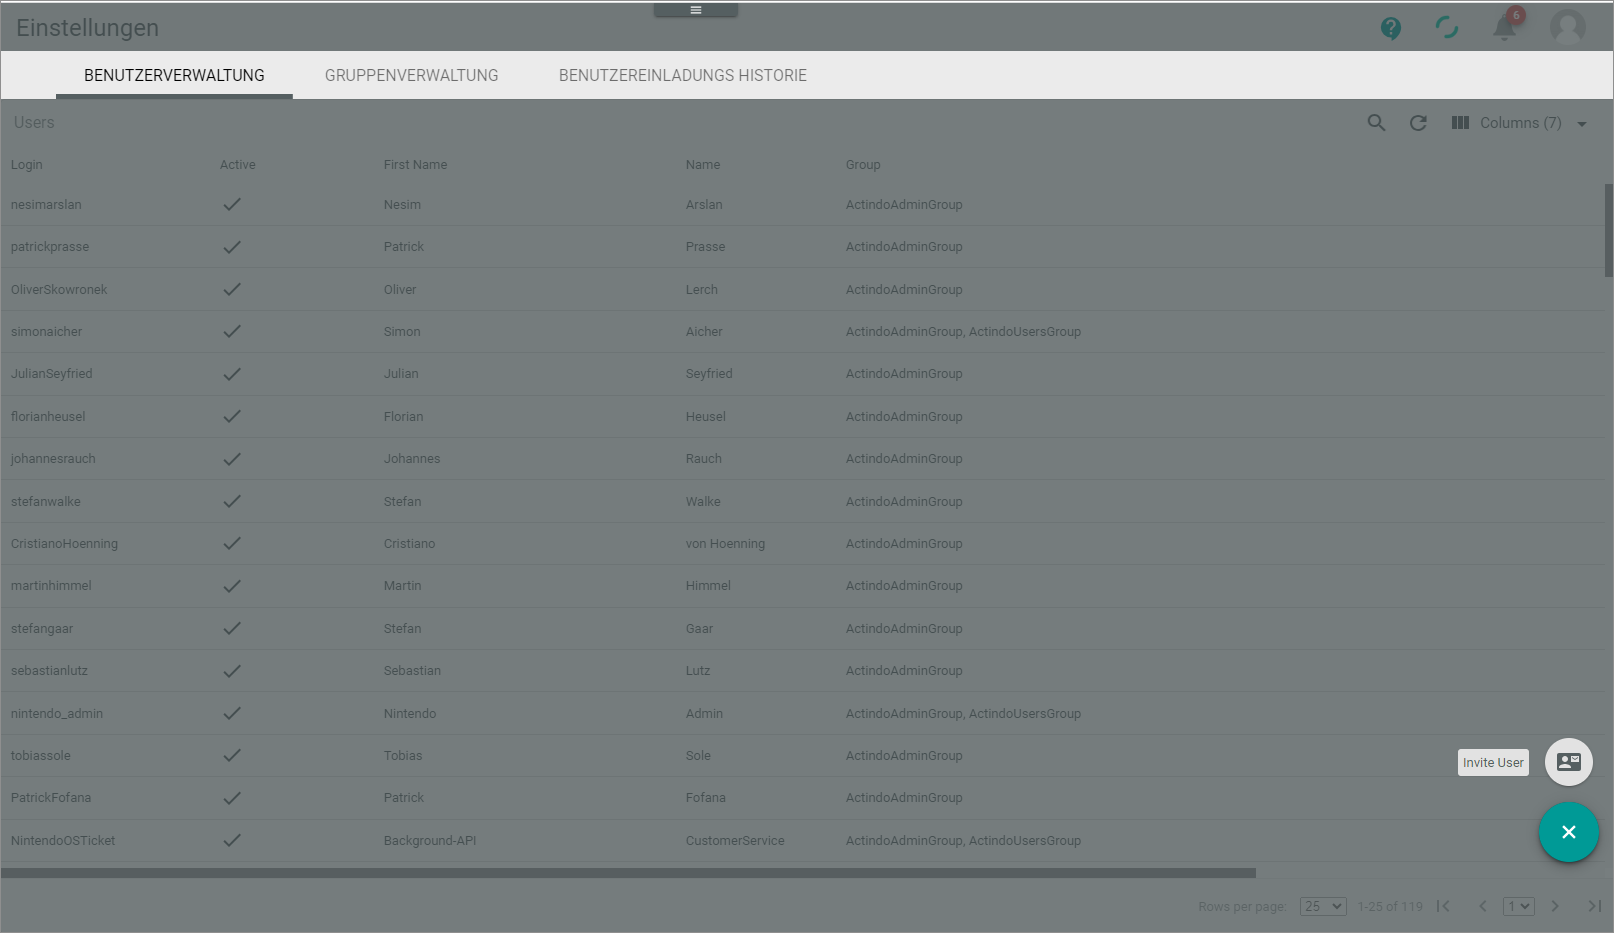 Einstellungen
6
BENUTZERVERWALTUNG GRUPPENVERWALTUNG BENUTZEREINLADUNGS HISTORIE
Users Columns (7)
Login Active First Name Name Group
nesimarslan Nesim Arslan ActindoAdminGroup
patrickprasse Patrick Prasse ActindoAdminGroup
OliverSkowronek Oliver Lerch ActindoAdminGroup
simonaicher Simon Aicher ActindoAdminGroup, ActindoUsersGroup
JulianSeyfried Julian Seyfried ActindoAdminGroup
florianheusel Florian Heusel ActindoAdminGroup
johannesrauch Johannes Rauch ActindoAdminGroup
stefanwalke Stefan Walke ActindoAdminGroup
CristianoHoenning Cristiano von Hoenning ActindoAdminGroup
martinhimmel Martin Himmel ActindoAdminGroup
stefangaar Stefan Gaar ActindoAdminGroup
sebastianlutz Sebastian Lutz ActindoAdminGroup
nintendo_admin Nintendo Admin ActindoAdminGroup, ActindoUsersGroup
tobiassole Tobias Sole ActindoAdminGroup
Invite User
PatrickFofana Patrick Fofana ActindoAdminGroup
NintendoOSTicket Background-API CustomerService ActindoAdminGroup, ActindoUsersGroup
Rows per page: 25 1-25 of 119 1